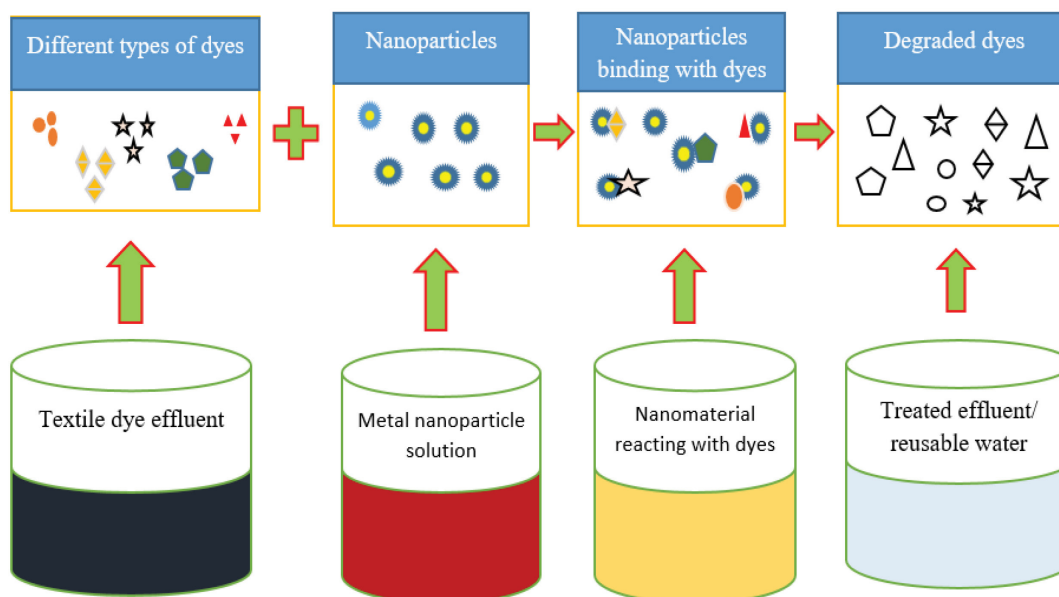 Different types of dyes
Nanoparticles
Nanoparticles
binding with dyes
Degraded dyes
Textile dye effluent
Metal nanoparticle
solution
Nanomaterial
reacting with dyes
Treated effluent/
reusable water